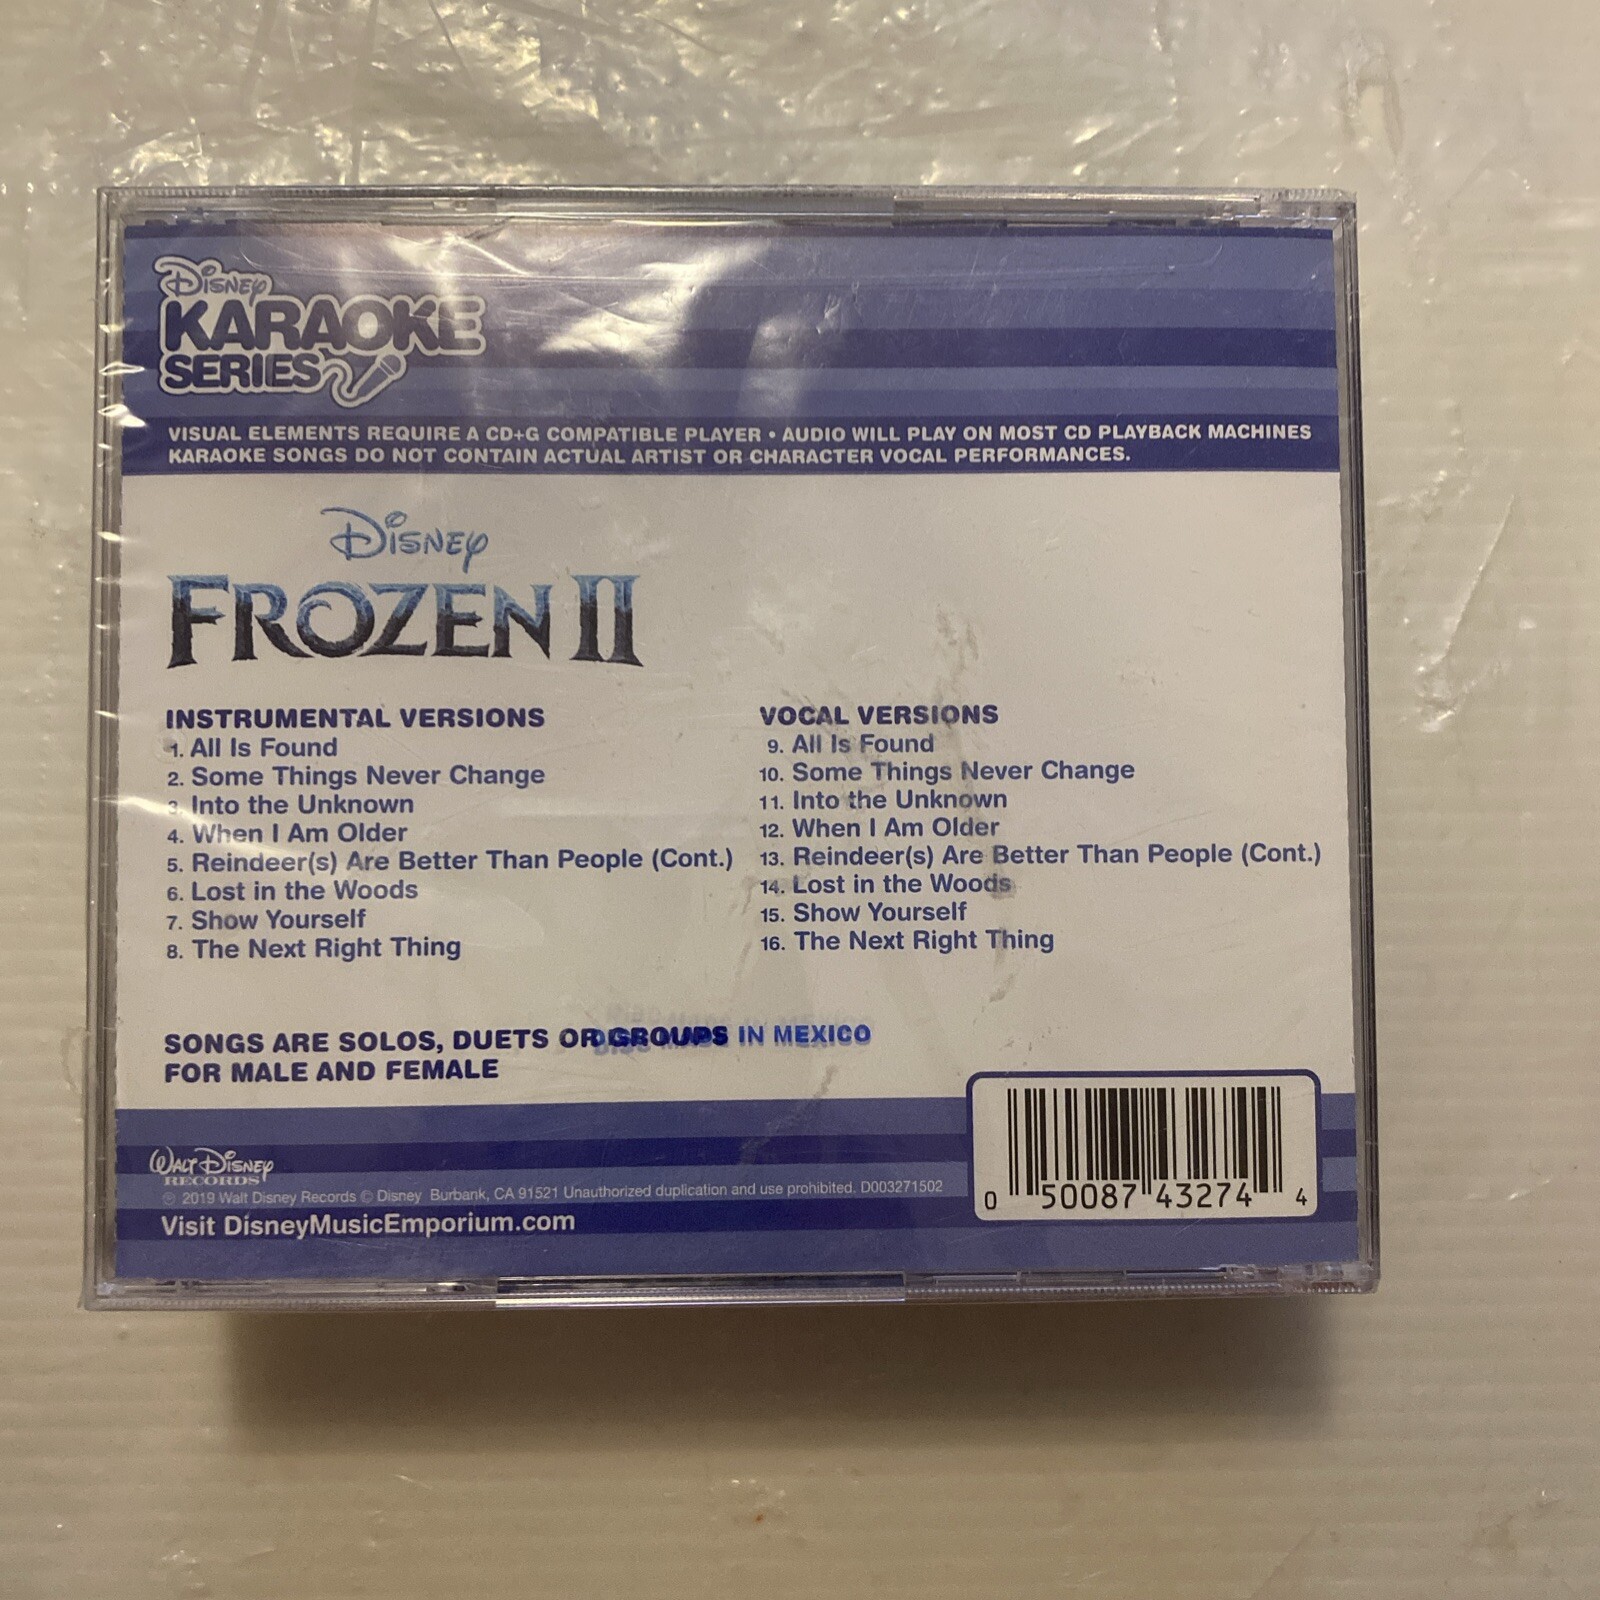 Disney
KARAOKE
SERIES
VISUAL ELEMENTS REQUIRE A CD+G COMPATIBLE PLAYER • AUDIO WILL PLAY ON MOST CD PLAYBACK MACHINES
KARAOKE SONGS DO NOT CONTAIN ACTUAL ARTIST OR CHARACTER VOCAL PERFORMANCES.
Disney
FROZEN II
INSTRUMENTAL VERSIONS
1. All Is Found
2. Some Things Never Change
3. Into the Unknown
4. When I Am Older
5. Reindeer(s) Are Better Than People (Cont.)
6. Lost in the Woods
7. Show Yourself
8. The Next Right Thing
VOCAL VERSIONS
9. All Is Found
10. Some Things Never Change
11. Into the Unknown
12. When I Am Older
13. Reindeer(s) Are Better Than People (Cont.)
14. Lost in the Woods
15. Show Yourself
16. The Next Right Thing
SONGS ARE SOLOS, DUETS OR GROUPS
FOR MALE AND FEMALE
DISC MADE IN MEXICO
Walt Disney
RECORDS
℗ 2019 Walt Disney Records © Disney Burbank, CA 91521 Unauthorized duplication and use prohibited. D003271502
Visit DisneyMusicEmporium.com
0 50087 43274 4